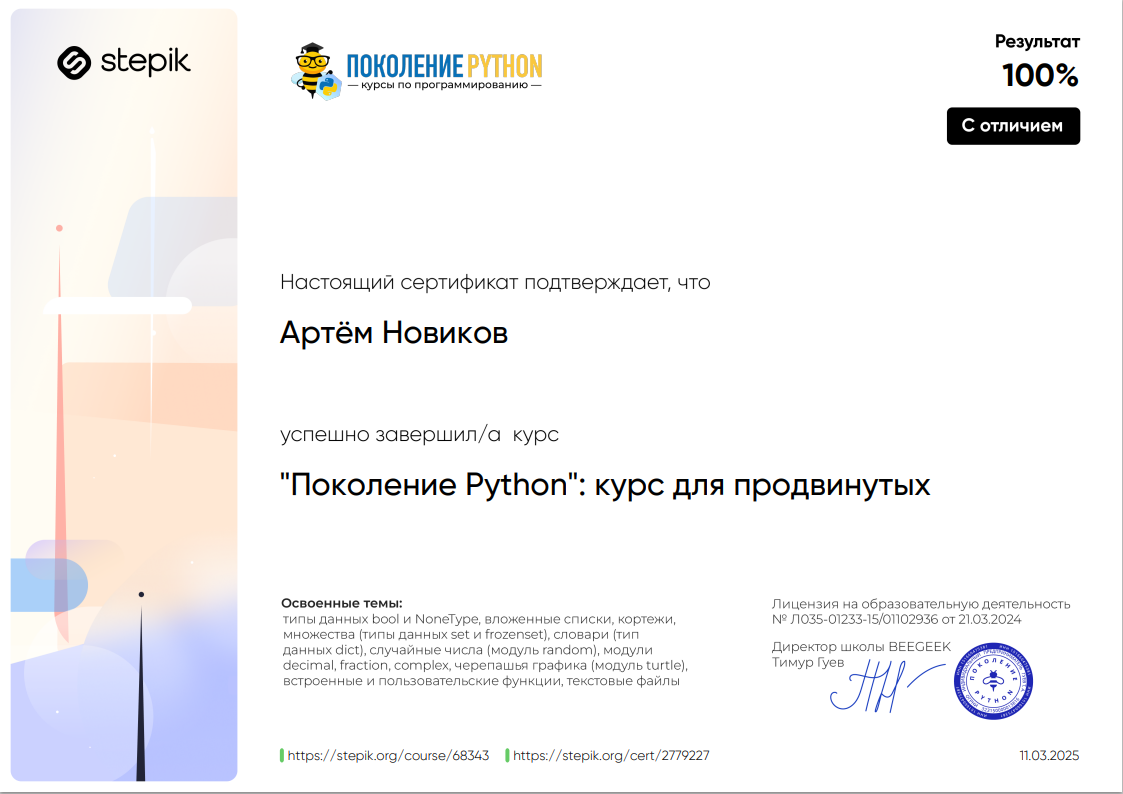 stepik
ПОКОЛЕНИЕ PYTHON
— курсы по программированию —
Результат
100%
С отличием
Настоящий сертификат подтверждает, что
Артём Новиков
успешно завершил/а курс
"Поколение Python": курс для продвинутых
Освоенные темы:
типы данных bool и NoneType, вложенные списки, кортежи,
множества (типы данных set и frozenset), словари (тип
данных dict), случайные числа (модуль random), модули
decimal, fraction, complex, черепашья графика (модуль turtle),
встроенные и пользовательские функции, текстовые файлы
Лицензия на образовательную деятельность
№ Л035-01233-15/01102936 от 21.03.2024
Директор школы BEEGEEK
Тимур Гуев
ПОКОЛЕНИЕ
PYTHON
https://stepik.org/course/68343
https://stepik.org/cert/2779227
11.03.2025